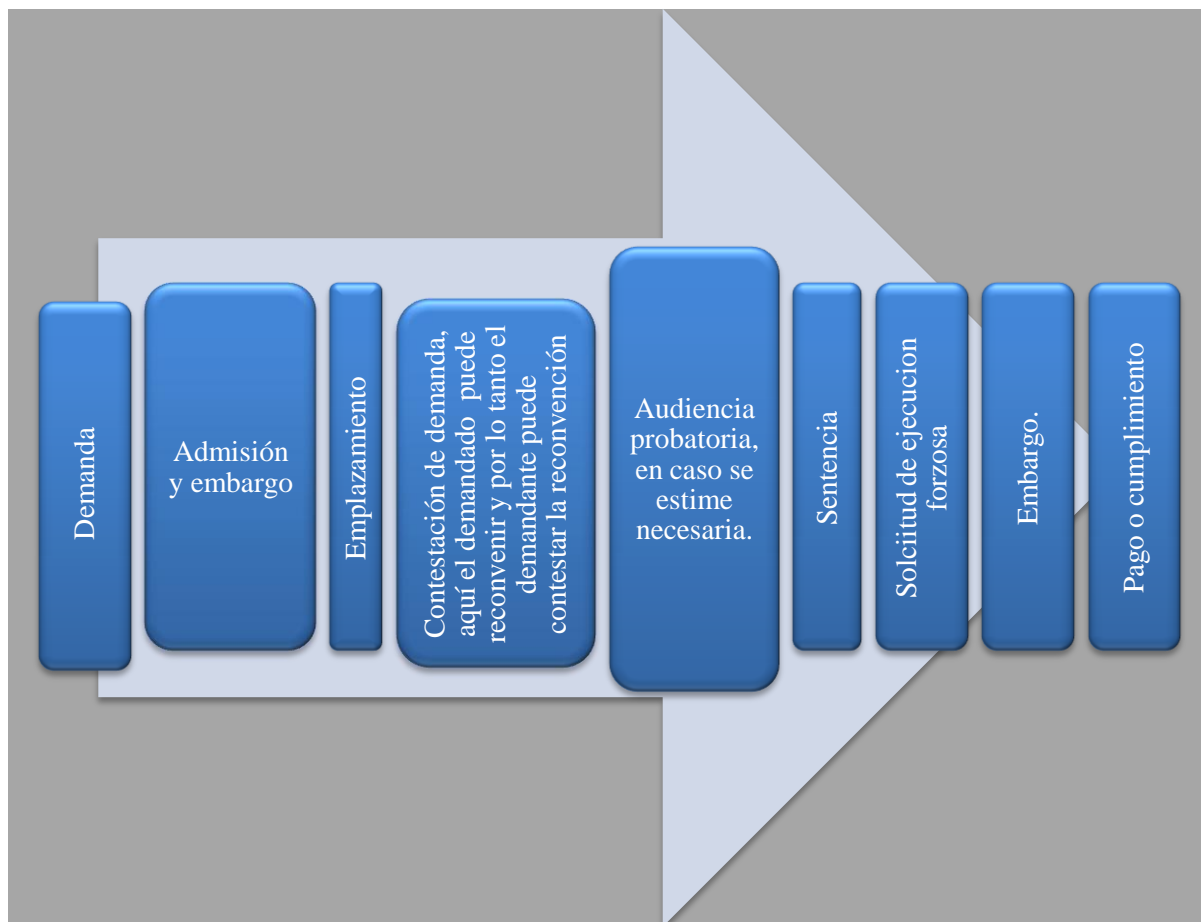 Demanda
Admisión
y embargo
Emplazamiento
Contestación de demanda,
aquí el demandado puede
reconvenir y por lo tanto el
demandante puede
contestar la reconvención
Audiencia
probatoria,
en caso se
estime
necesaria.
Sentencia
Solciitud de ejecucion
forzosa
Embargo.
Pago o cumplimiento